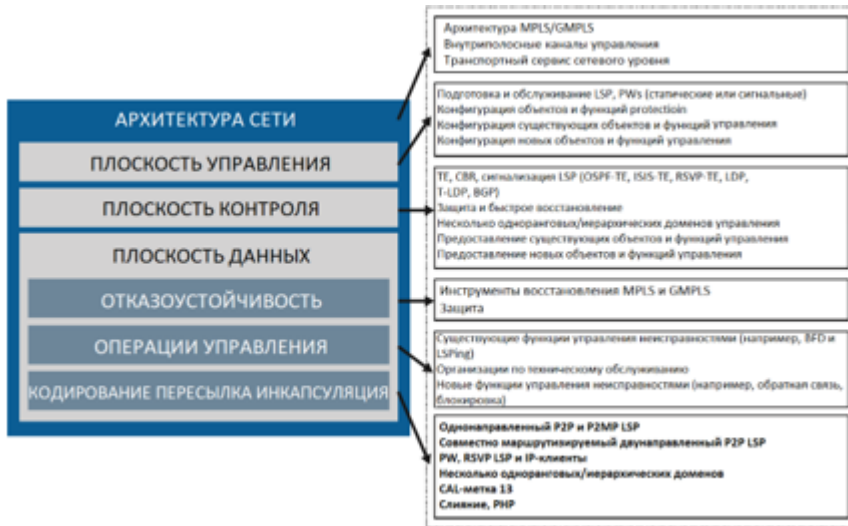 АРХИТЕКТУРА СЕТИ
ПЛОСКОСТЬ УПРАВЛЕНИЯ
ПЛОСКОСТЬ КОНТРОЛЯ
ПЛОСКОСТЬ ДАННЫХ
ОТКАЗОУСТОЙЧИВОСТЬ
ОПЕРАЦИИ УПРАВЛЕНИЯ
КОДИРОВАНИЕ ПЕРЕСЫЛКА ИНКАПСУЛЯЦИЯ
Архитектура MPLS/GMPLS
Внутриполосные каналы управления
Транспортный сервис сетевого уровня
Подготовка и обслуживание LSP, PWs (статические или сигнальные)
Конфигурация объектов и функций protectioin
Конфигурация существующих объектов и функций управления
Конфигурация новых объектов и функций управления
TE, CBR, сигнализация LSP (OSPF-TE, ISIS-TE, RSVP-TE, LDP,
T-LDP, BGP)
Защита и быстрое восстановление
Несколько одноранговых/иерархических доменов управления
Предоставление существующих объектов и функций управления
Предоставление новых объектов и функций управления
Инструменты восстановления MPLS и GMPLS
Защита
Существующие функции управления неисправностями (например, BFD и
LSPing)
Организации по техническому обслуживанию
Новые функции управления неисправностями (например, обратная связь,
блокировка)
Однонаправленный P2P и P2MP LSP
Совместно маршрутизируемый двунаправленный P2P LSP
PW, RSVP LSP и IP-клиенты
Несколько одноранговых/иерархических доменов
CAL-метка 13
Слияние, PHP